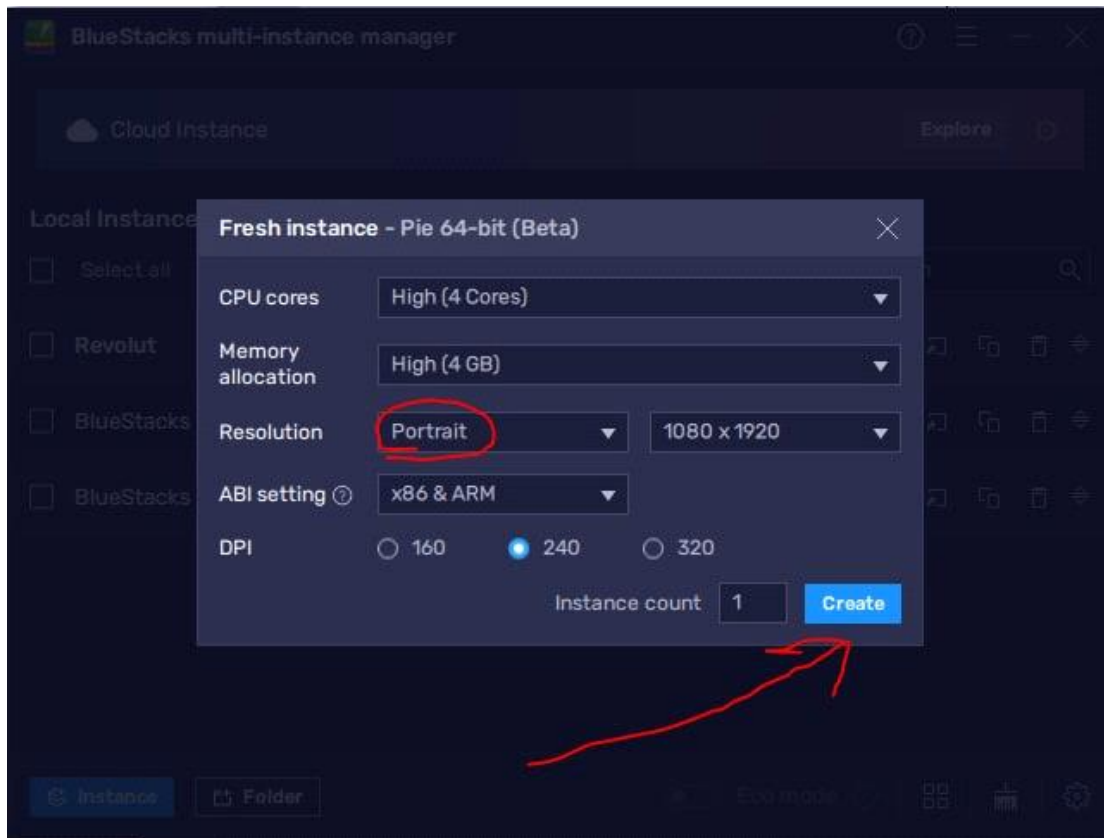 BlueStacks multi-instance manager
Cloud Instance
Explore
Local Instance
Fresh instance - Pie 64-bit (Beta)
Select all
CPU cores
High (4 Cores)
Revolut
Memory
allocation
High (4 GB)
BlueStacks
Resolution
Portrait
1080 x 1920
BlueStacks
ABI setting
x86 & ARM
DPI
160
240
320
Instance count
1
Create
Instance
Folder
Eco mode